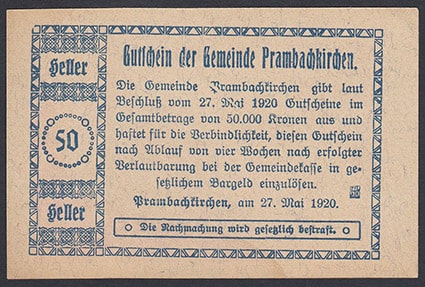 Gutschein der Gemeinde Prambachkirchen.
Heller
50
Heller
Die Gemeinde Prambachkirchen gibt laut
Beschluß vom 27. Mai 1920 Gutscheine im
Gesamtbetrage von 50.000 Kronen aus und
haftet für die Verbindlichkeit, diesen Gutschein
nach Ablauf von vier Wochen nach erfolgter
Verlautbarung bei der Gemeindekasse in ge-
setzlichem Bargeld einzulösen.
Prambachkirchen, am 27. Mai 1920.
Die Nachmachung wird gesetzlich bestraft.